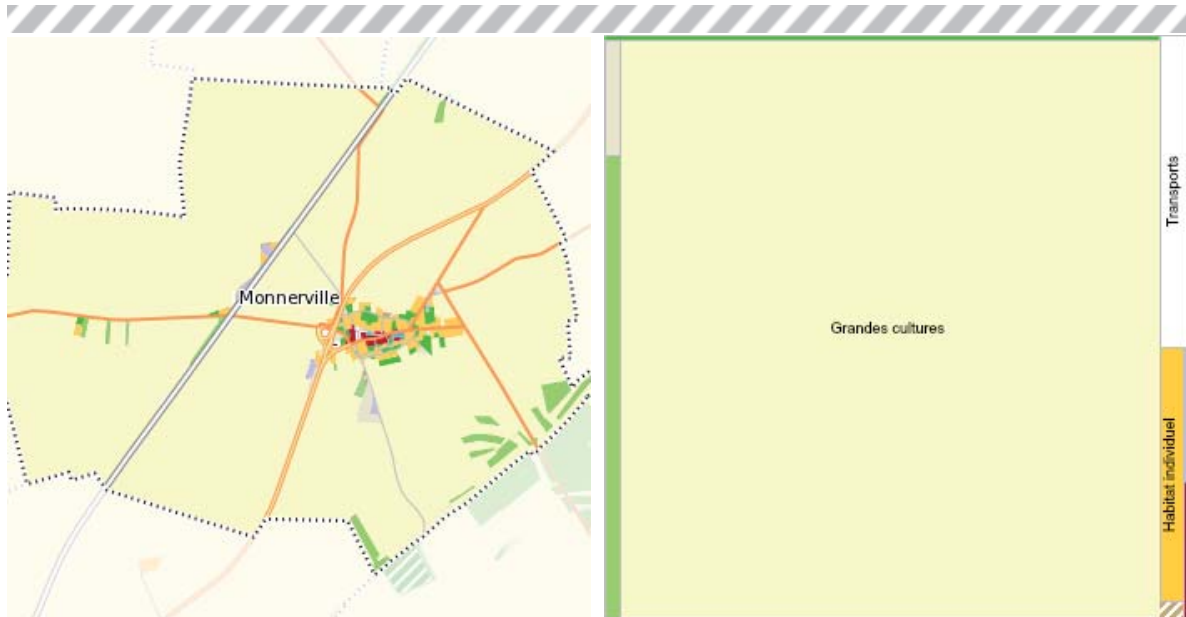 Monnerville
Grandes cultures
Transports
Habitat individuel